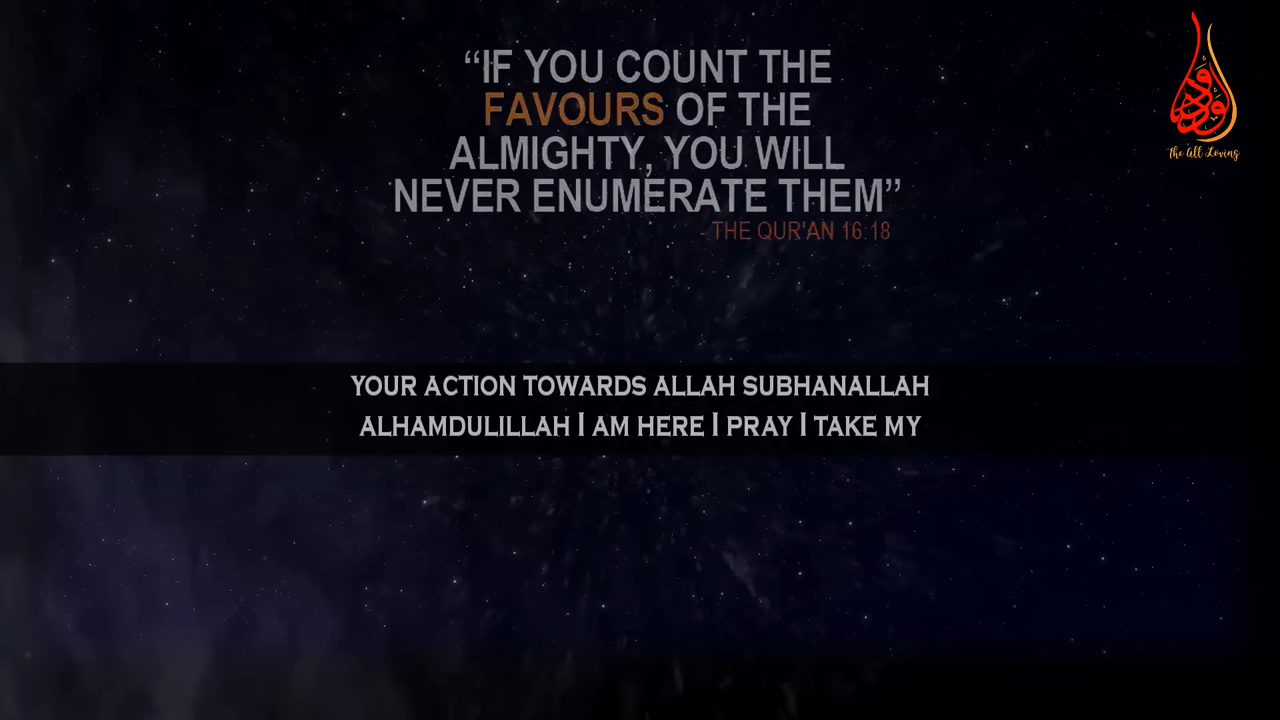 “IF YOU COUNT THE
FAVOURS OF THE
ALMIGHTY, YOU WILL
NEVER ENUMERATE THEM”
- THE QUR'AN 16:18
الودود
The All Loving
YOUR ACTION TOWARDS ALLAH SUBHANALLAH
ALHAMDULILLAH I AM HERE I PRAY I TAKE MY